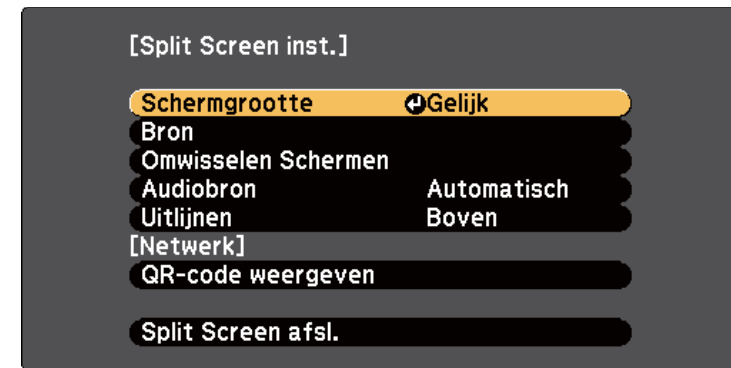 [Split Screen inst.]
Schermgrootte Gelijk
Bron
Omwisselen Schermen
Audiobron Automatisch
Uitlijnen Boven
[Netwerk]
QR-code weergeven
Split Screen afsl.